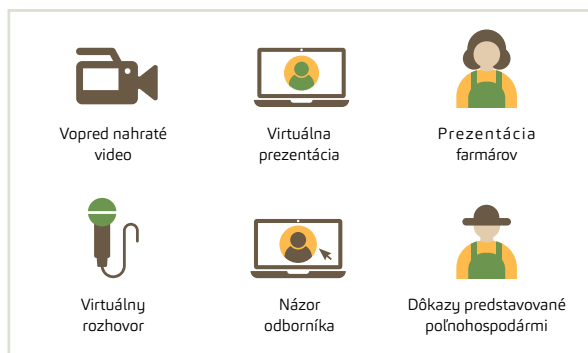 Vopred nahraté
video
Virtuálna
prezentácia
Prezentácia
farmárov
Virtuálny
rozhovor
Názor
odborníka
Dôkazy predstavované
poľnohospodármi